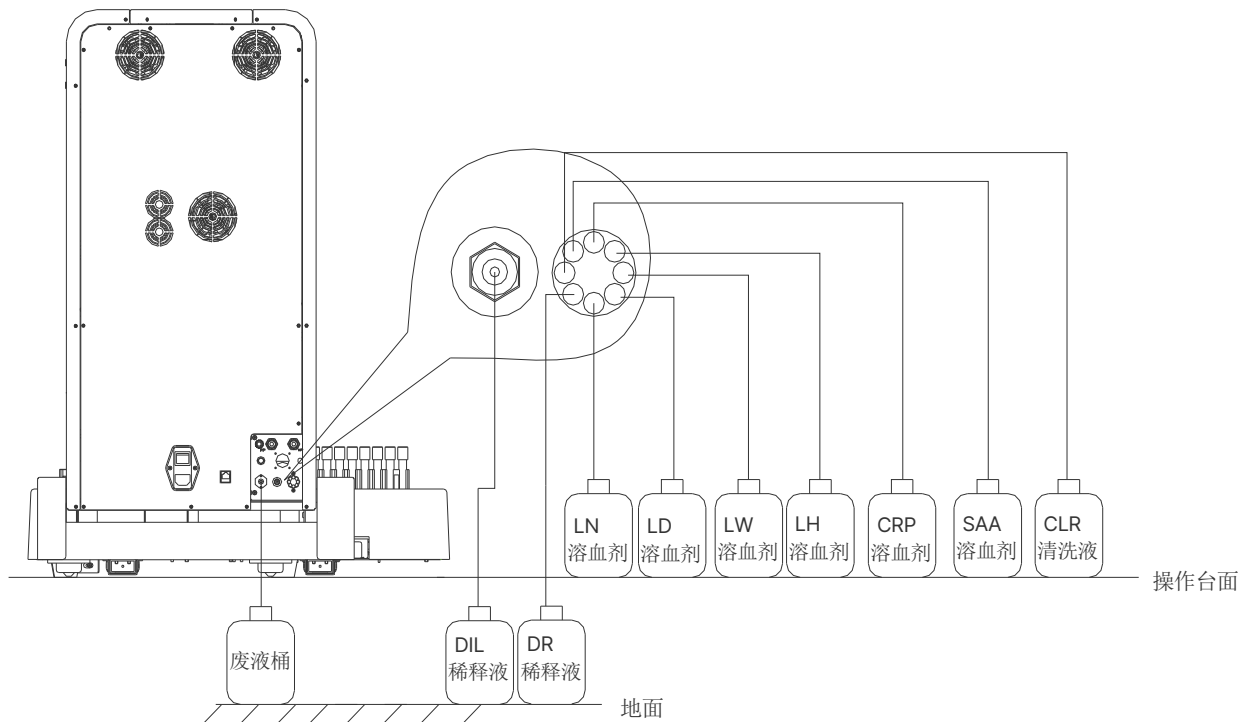 LN
溶血剂
LD
溶血剂
LW
溶血剂
LH
溶血剂
CRP
溶血剂
SAA
溶血剂
CLR
清洗液
操作台面
废液桶
DIL
稀释液
DR
稀释液
地面